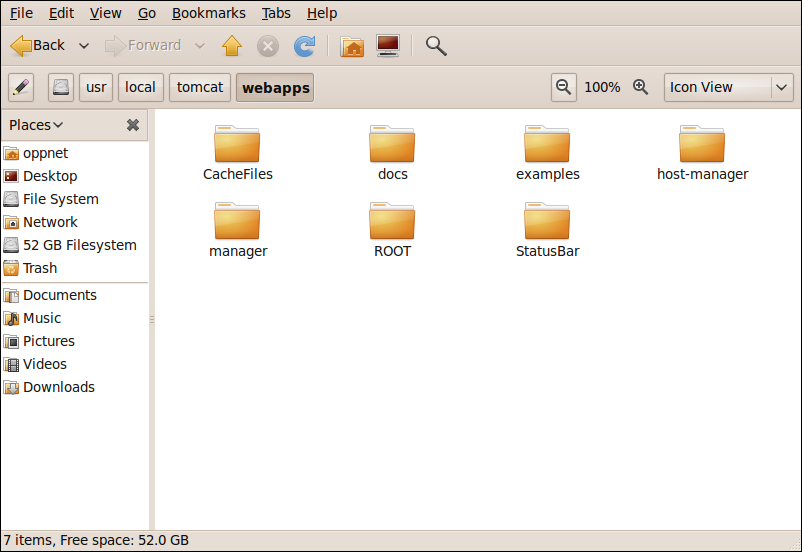 File Edit View Go Bookmarks Tabs Help
Back Forward
usr local tomcat webapps 100% Icon View
Places
oppnet
Desktop
File System
Network
52 GB Filesystem
Trash
Documents
Music
Pictures
Videos
Downloads
CacheFiles docs examples host-manager
manager ROOT StatusBar
7 items, Free space: 52.0 GB